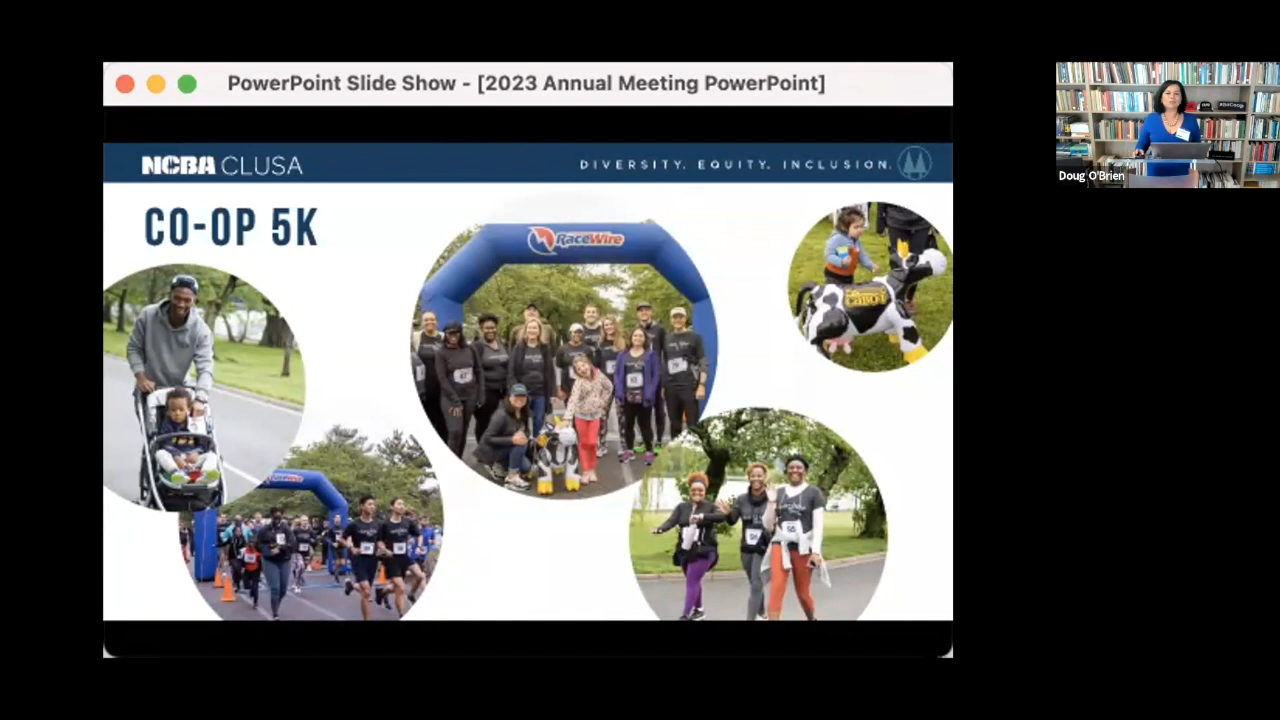 PowerPoint Slide Show - [2023 Annual Meeting PowerPoint]
NCBA CLUSA
DIVERSITY. EQUITY. INCLUSION.
CO-OP 5K
RaceWire
Doug O'Brien